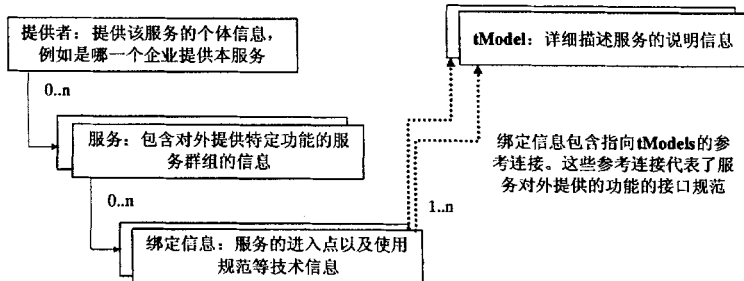 提供者：提供该服务的个体信息，
例如是哪一个企业提供本服务
0..n
服务：包含对外提供特定功能的服
务群组的信息
0..n
绑定信息：服务的进入点以及使用
规范等技术信息
tModel：详细描述服务的说明信息
绑定信息包含指向tModels的参
考连接。这些参考连接代表了服
务对外提供的功能的接口规范
1..n